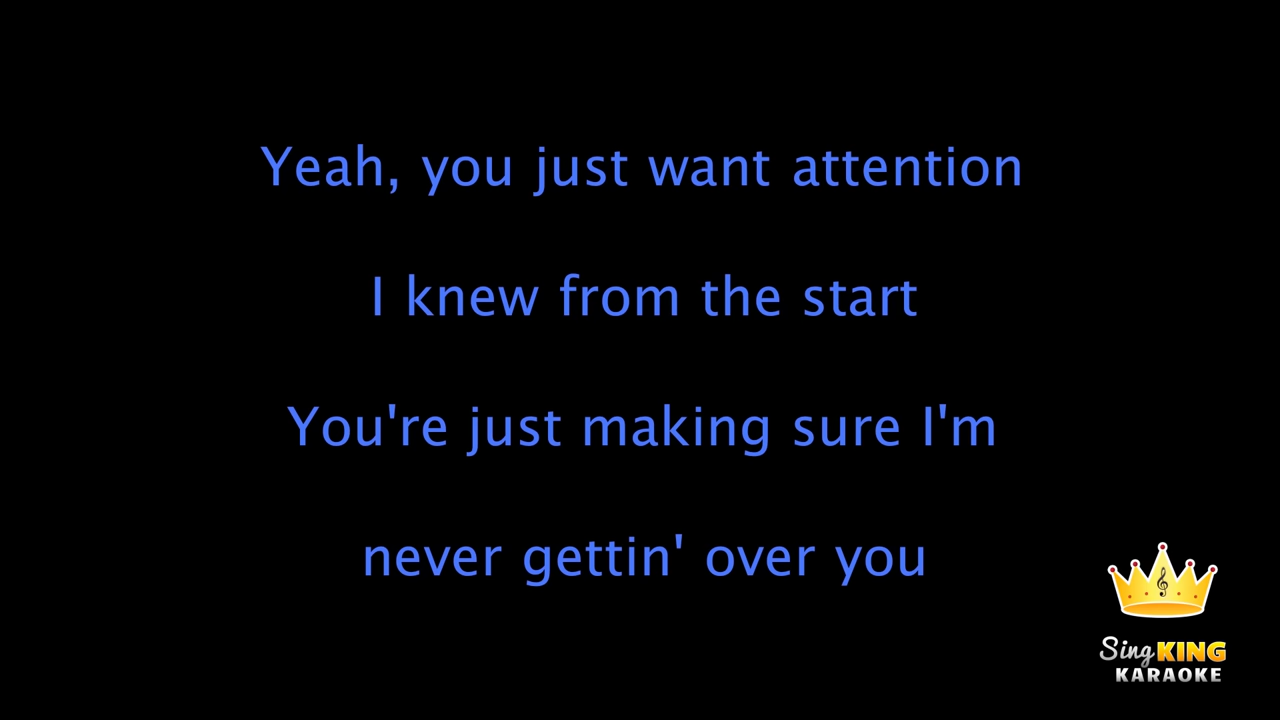 Yeah, you just want attention
I knew from the start
You're just making sure I'm
never gettin' over you
Sing KING
KARAOKE